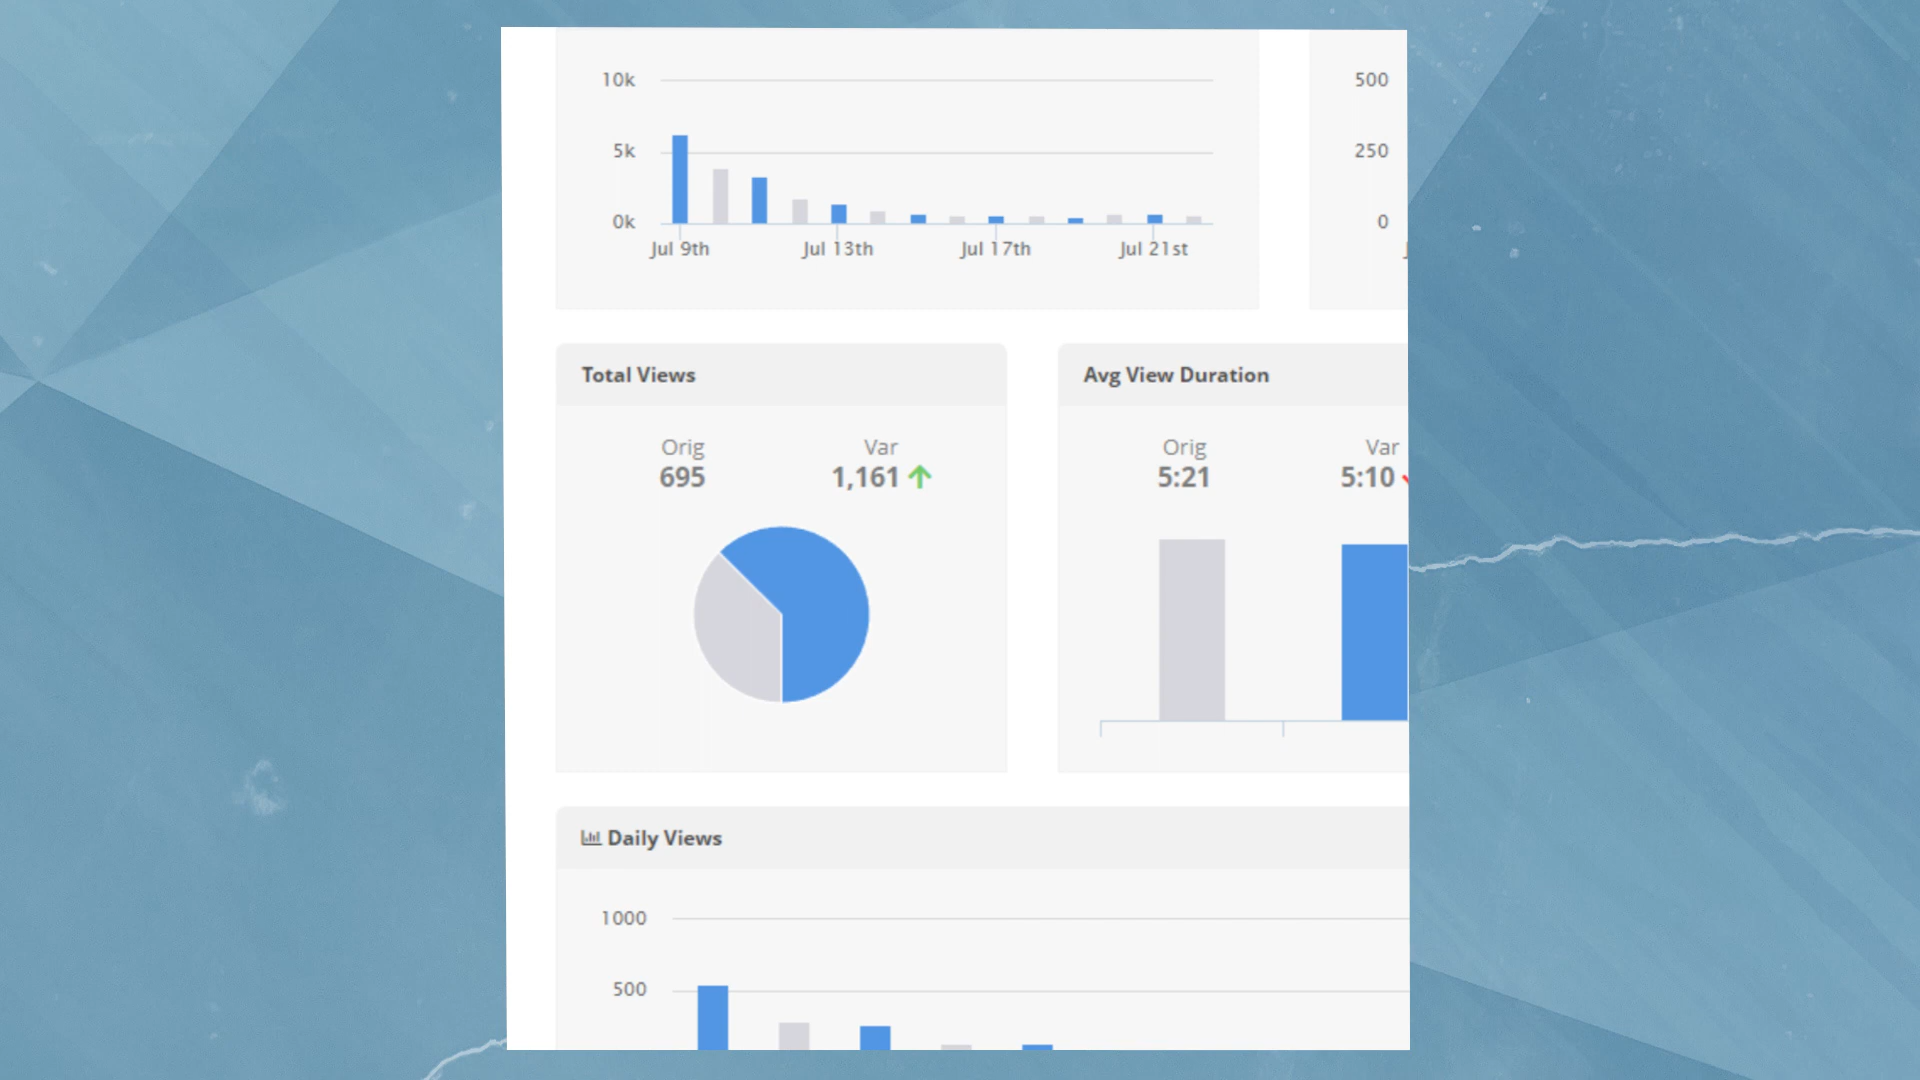 10k
5k
0k
Jul 9th Jul 13th Jul 17th Jul 21st
500
250
0
Total Views
Orig Var
695 1,161
Avg View Duration
Orig Var
5:21 5:10
Daily Views
1000
500